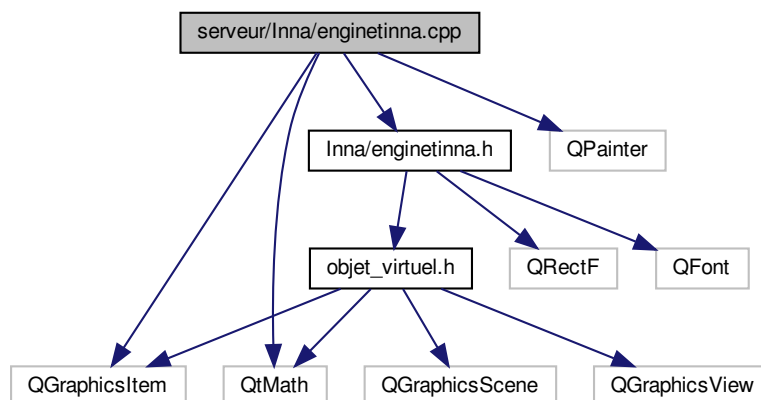 serveur/Inna/enginetinna.cpp
Inna/enginetinna.h
QPainter
objet_virtuel.h
QRectF
QFont
QGraphicsItem
QtMath
QGraphicsScene
QGraphicsView